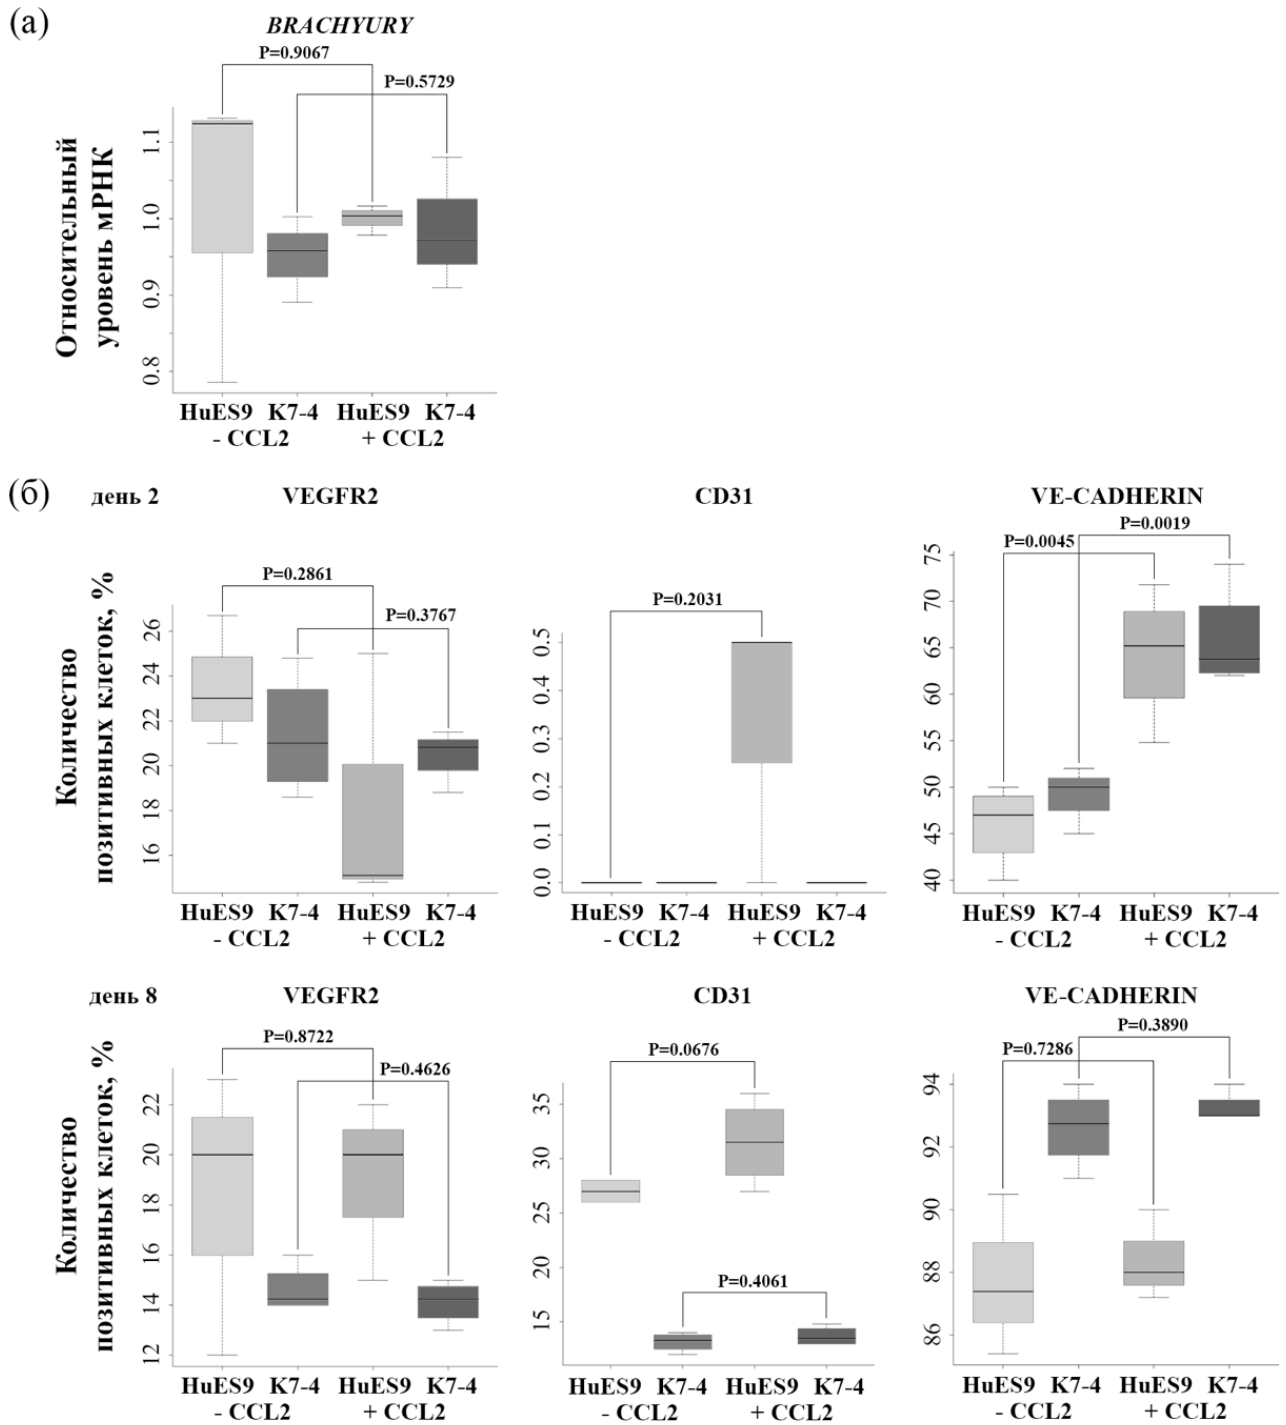 (а)
BRACHYURY
P=0.9067
P=0.5729
Относительный
уровень мРНК
1.1
1.0
0.9
0.8
HuES9 K7-4 HuES9 K7-4
- CCL2 + CCL2
(б)
день 2
VEGFR2
CD31
VE-CADHERIN
Количество
позитивных клеток, %
P=0.2861
P=0.3767
26
24
22
20
18
16
HuES9 K7-4 HuES9 K7-4
- CCL2 + CCL2
P=0.2031
0.5
0.4
0.3
0.2
0.1
0.0
HuES9 K7-4 HuES9 K7-4
- CCL2 + CCL2
P=0.0019
P=0.0045
75
70
65
60
55
50
45
40
HuES9 K7-4 HuES9 K7-4
- CCL2 + CCL2
день 8
VEGFR2
CD31
VE-CADHERIN
Количество
позитивных клеток, %
P=0.8722
P=0.4626
22
20
18
16
14
12
HuES9 K7-4 HuES9 K7-4
- CCL2 + CCL2
P=0.0676
P=0.4061
35
30
25
20
15
HuES9 K7-4 HuES9 K7-4
- CCL2 + CCL2
P=0.3890
P=0.7286
94
92
90
88
86
HuES9 K7-4 HuES9 K7-4
- CCL2 + CCL2